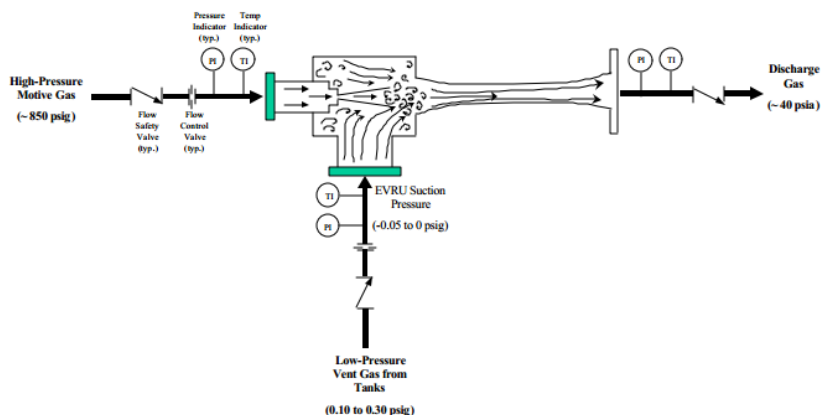 Pressure
Indicator
(typ.)
Temp
Indicator
(typ.)
PI
TI
High-Pressure
Motive Gas
(~ 850 psig)
Flow
Safety
Valve
(typ.)
Flow
Control
Valve
(typ.)
PI
TI
Discharge
Gas
(~ 40 psia)
TI
PI
EVRU Suction
Pressure
(-0.05 to 0 psig)
Low-Pressure
Vent Gas from
Tanks
(0.10 to 0.30 psig)